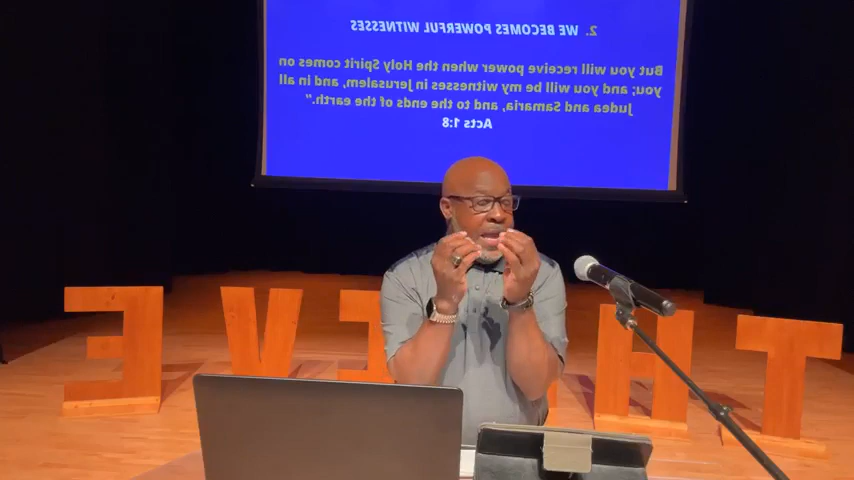 2. WE BECOMES POWERFUL WITNESSES
But you will receive power when the Holy Spirit comes on
you; and you will be my witnesses in Jerusalem, and in all
Judea and Samaria, and to the ends of the earth.”
Acts 1:8
TH EVE